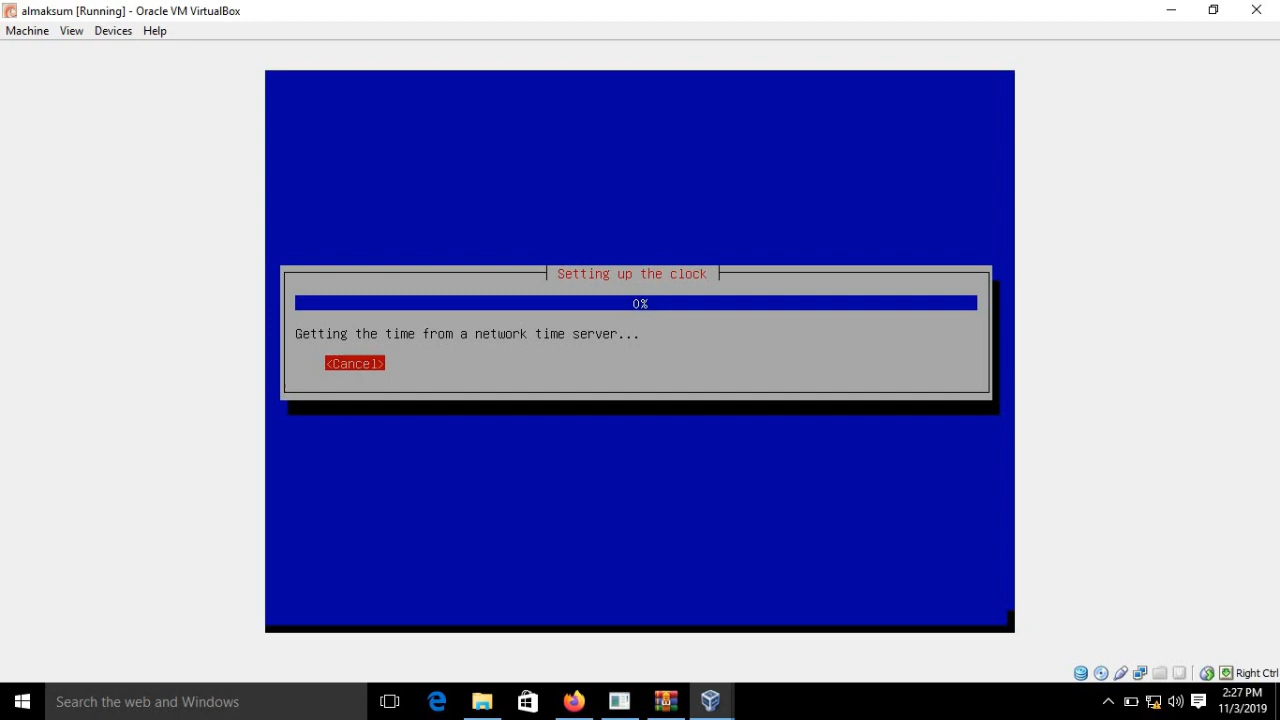 almaksum [Running] - Oracle VM VirtualBox
Machine View Devices Help
Setting up the clock
0%
Getting the time from a network time server...
<Cancel>
Right Ctrl
Search the web and Windows
2:27 PM
11/3/2019